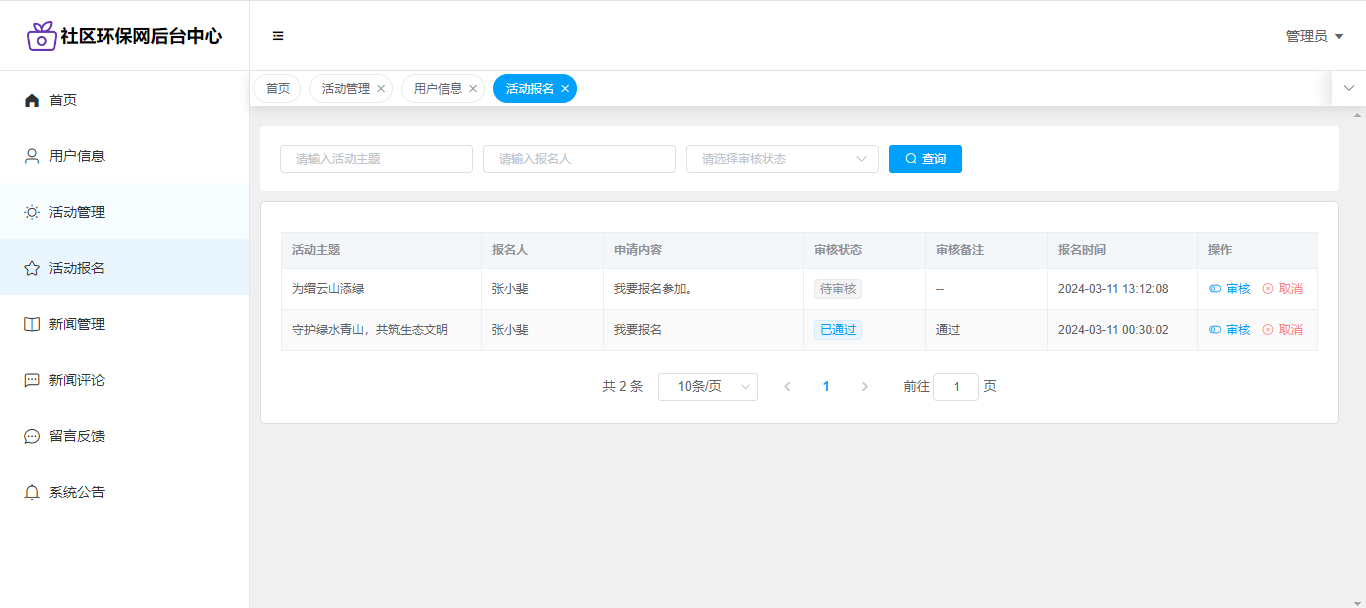 社区环保网后台中心
管理员
首页
用户信息
活动管理
活动报名
新闻管理
新闻评论
留言反馈
系统公告
首页 活动管理 用户信息 活动报名
请输入活动主题 请输入报名人 请选择审核状态 查询
活动主题 报名人 申请内容 审核状态 审核备注 报名时间 操作
为缙云山添绿 张小斐 我要报名参加。 待审核 -- 2024-03-11 13:12:08 审核 取消
守护绿水青山，共筑生态文明 张小斐 我要报名 已通过 通过 2024-03-11 00:30:02 审核 取消
共 2 条 10条/页 1 前往 1 页